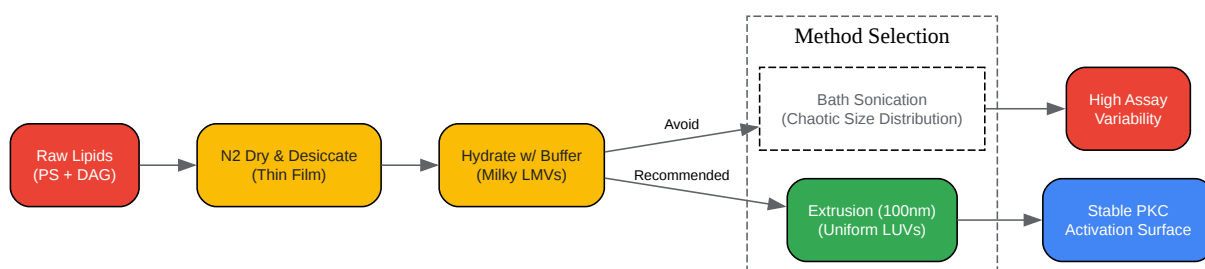 Method Selection
Raw Lipids
(PS + DAG)
N2 Dry & Desiccate
(Thin Film)
Hydrate w/ Buffer
(Milky LMVs)
Avoid
Recommended
Bath Sonication
(Chaotic Size Distribution)
High Assay
Variability
Extrusion (100nm)
(Uniform LUVs)
Stable PKC
Activation Surface